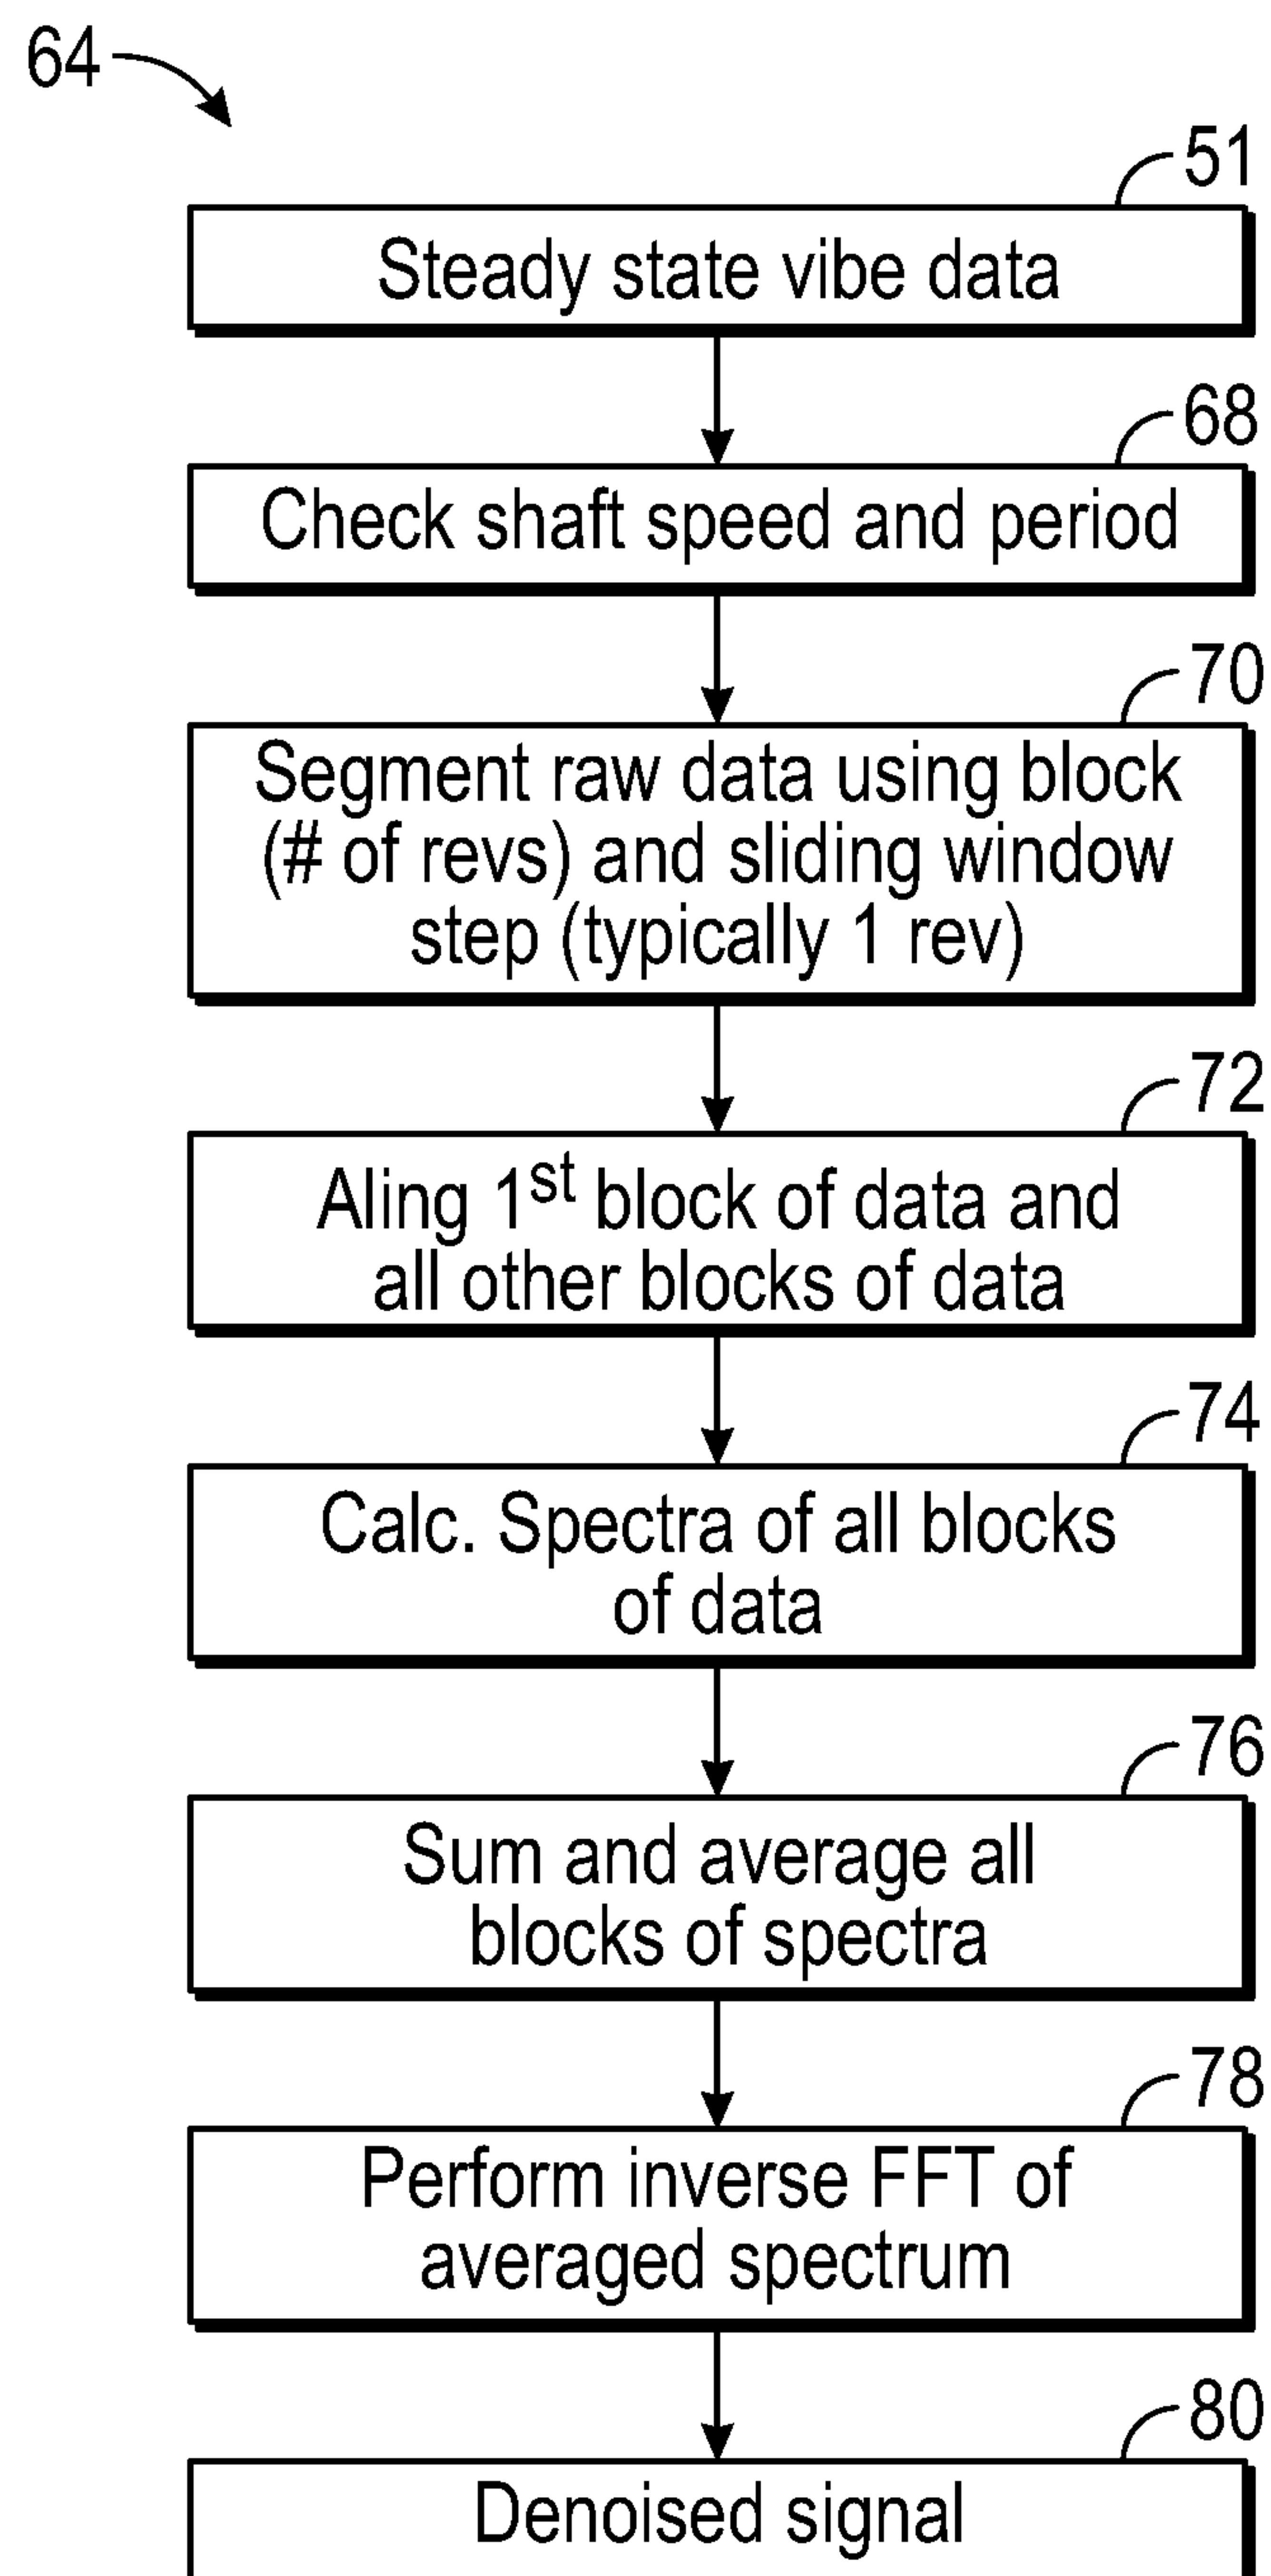 64
51
Steady state vibe data
68
Check shaft speed and period
70
Segment raw data using block
(# of revs) and sliding window
step (typically 1 rev)
72
Aling 1st block of data and
all other blocks of data
74
Calc. Spectra of all blocks
of data
76
Sum and average all
blocks of spectra
78
Perform inverse FFT of
averaged spectrum
80
Denoised signal